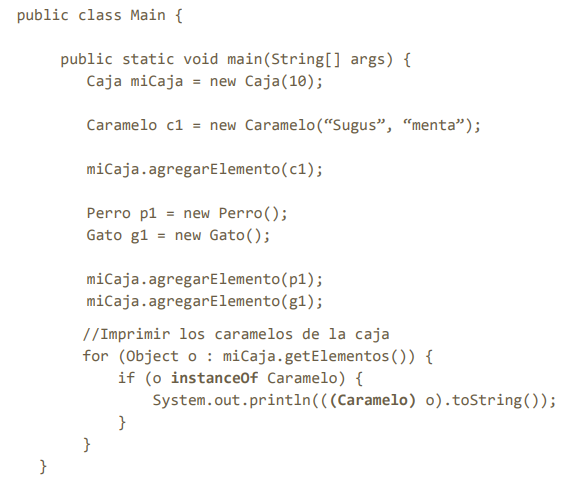 public class Main {
public static void main(String[] args) {
Caja miCaja = new Caja(10);
Caramelo c1 = new Caramelo(“Sugus”, “menta”);
miCaja.agregarElemento(c1);
Perro p1 = new Perro();
Gato g1 = new Gato();
miCaja.agregarElemento(p1);
miCaja.agregarElemento(g1);
//Imprimir los caramelos de la caja
for (Object o : miCaja.getElementos()) {
if (o instanceOf Caramelo) {
System.out.println(((Caramelo) o).toString());
}
}
}